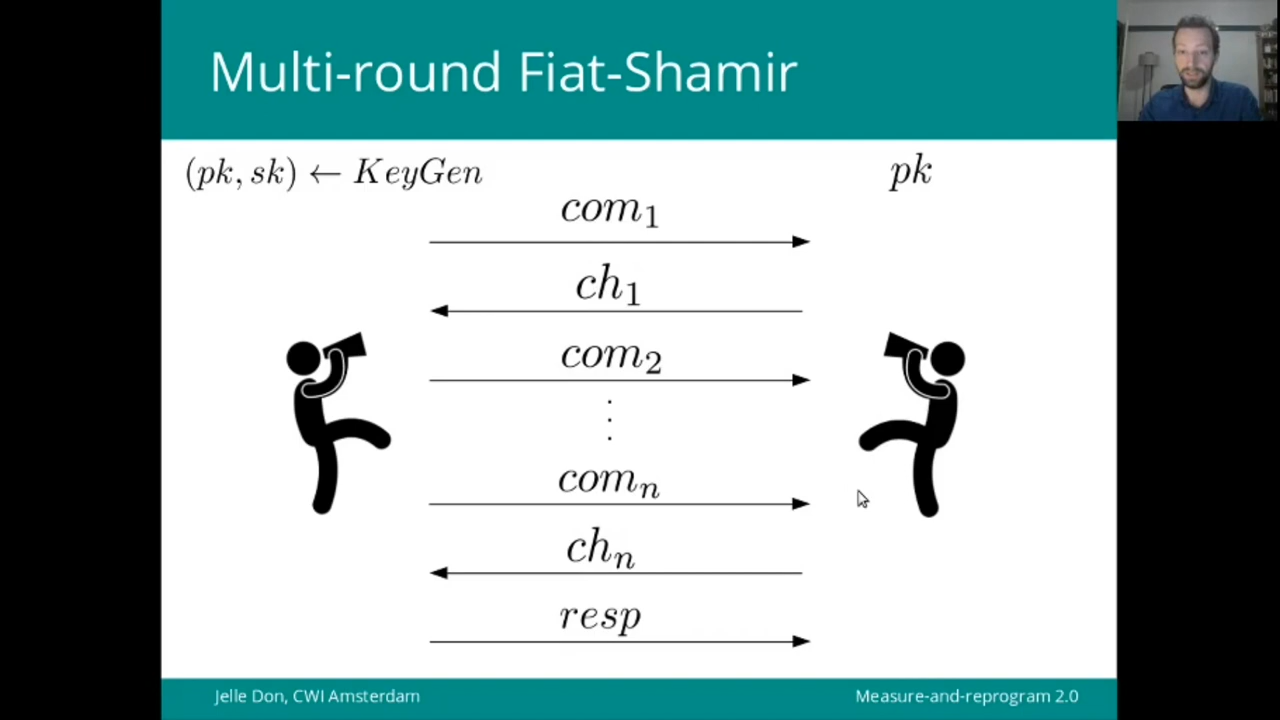 Multi-round Fiat-Shamir
(pk, sk) ← KeyGen
pk
com₁
ch₁
com₂
⋮
comₙ
chₙ
resp
Jelle Don, CWI Amsterdam
Measure-and-reprogram 2.0